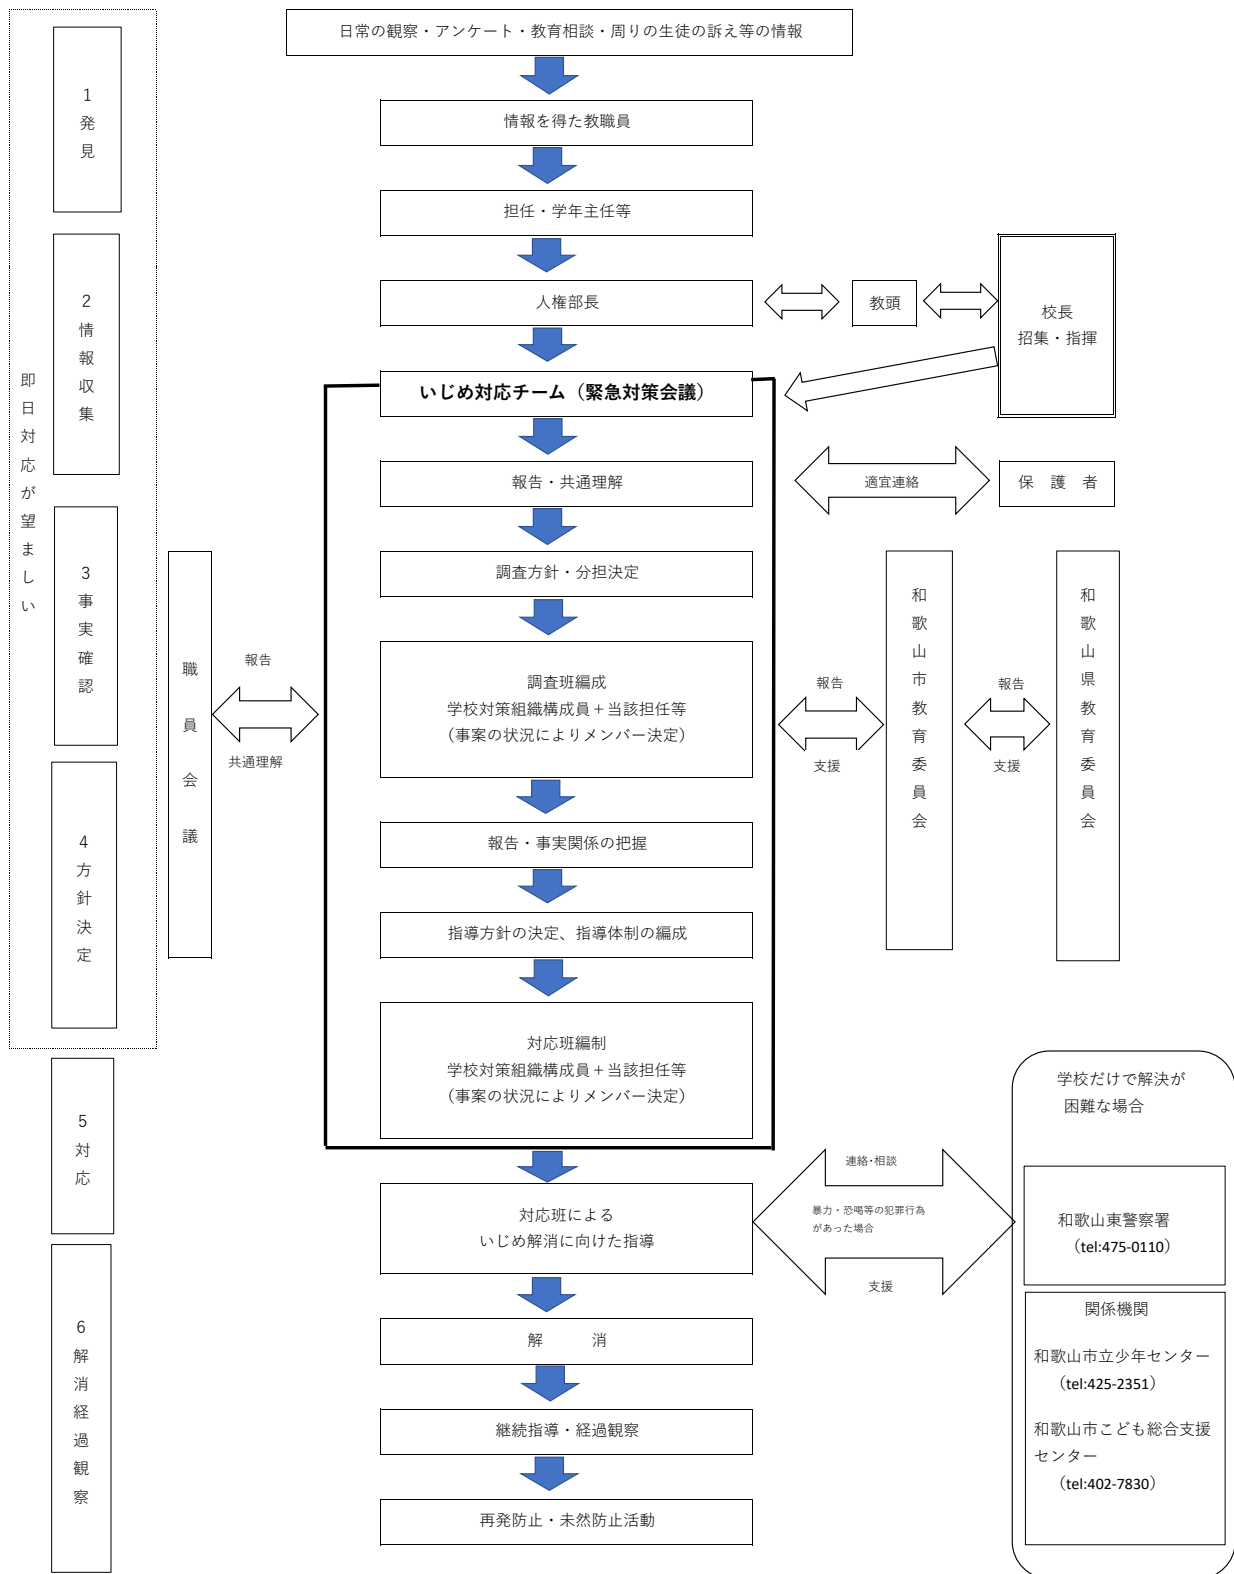 日常の観察・アンケート・教育相談・周りの生徒の訴え等の情報
情報を得た教職員
担任・学年主任等
人権部長
教頭
校長
招集・指揮
いじめ対応チーム（緊急対策会議）
報告・共通理解
適宜連絡
保　護　者
調査方針・分担決定
調査班編成
学校対策組織構成員＋当該担任等
（事案の状況によりメンバー決定）
報告・事実関係の把握
指導方針の決定、指導体制の編成
対応班編制
学校対策組織構成員＋当該担任等
（事案の状況によりメンバー決定）
対応班による
いじめ解消に向けた指導
解　　　消
継続指導・経過観察
再発防止・未然防止活動
即日対応が望ましい
1発見
2情報収集
3事実確認
4方針決定
5対応
6解消経過観察
職員会議
報告
共通理解
報告
支援
和歌山市教育委員会
報告
支援
和歌山県教育委員会
連絡・相談
暴力・恐喝等の犯罪行為
があった場合
支援
学校だけで解決が
困難な場合
和歌山東警察署
（tel:475-0110）
関係機関
和歌山市立少年センター
（tel:425-2351）
和歌山市こども総合支援
センター
（tel:402-7830）